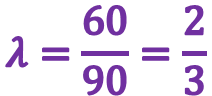 λ = 60/90 = 2/3